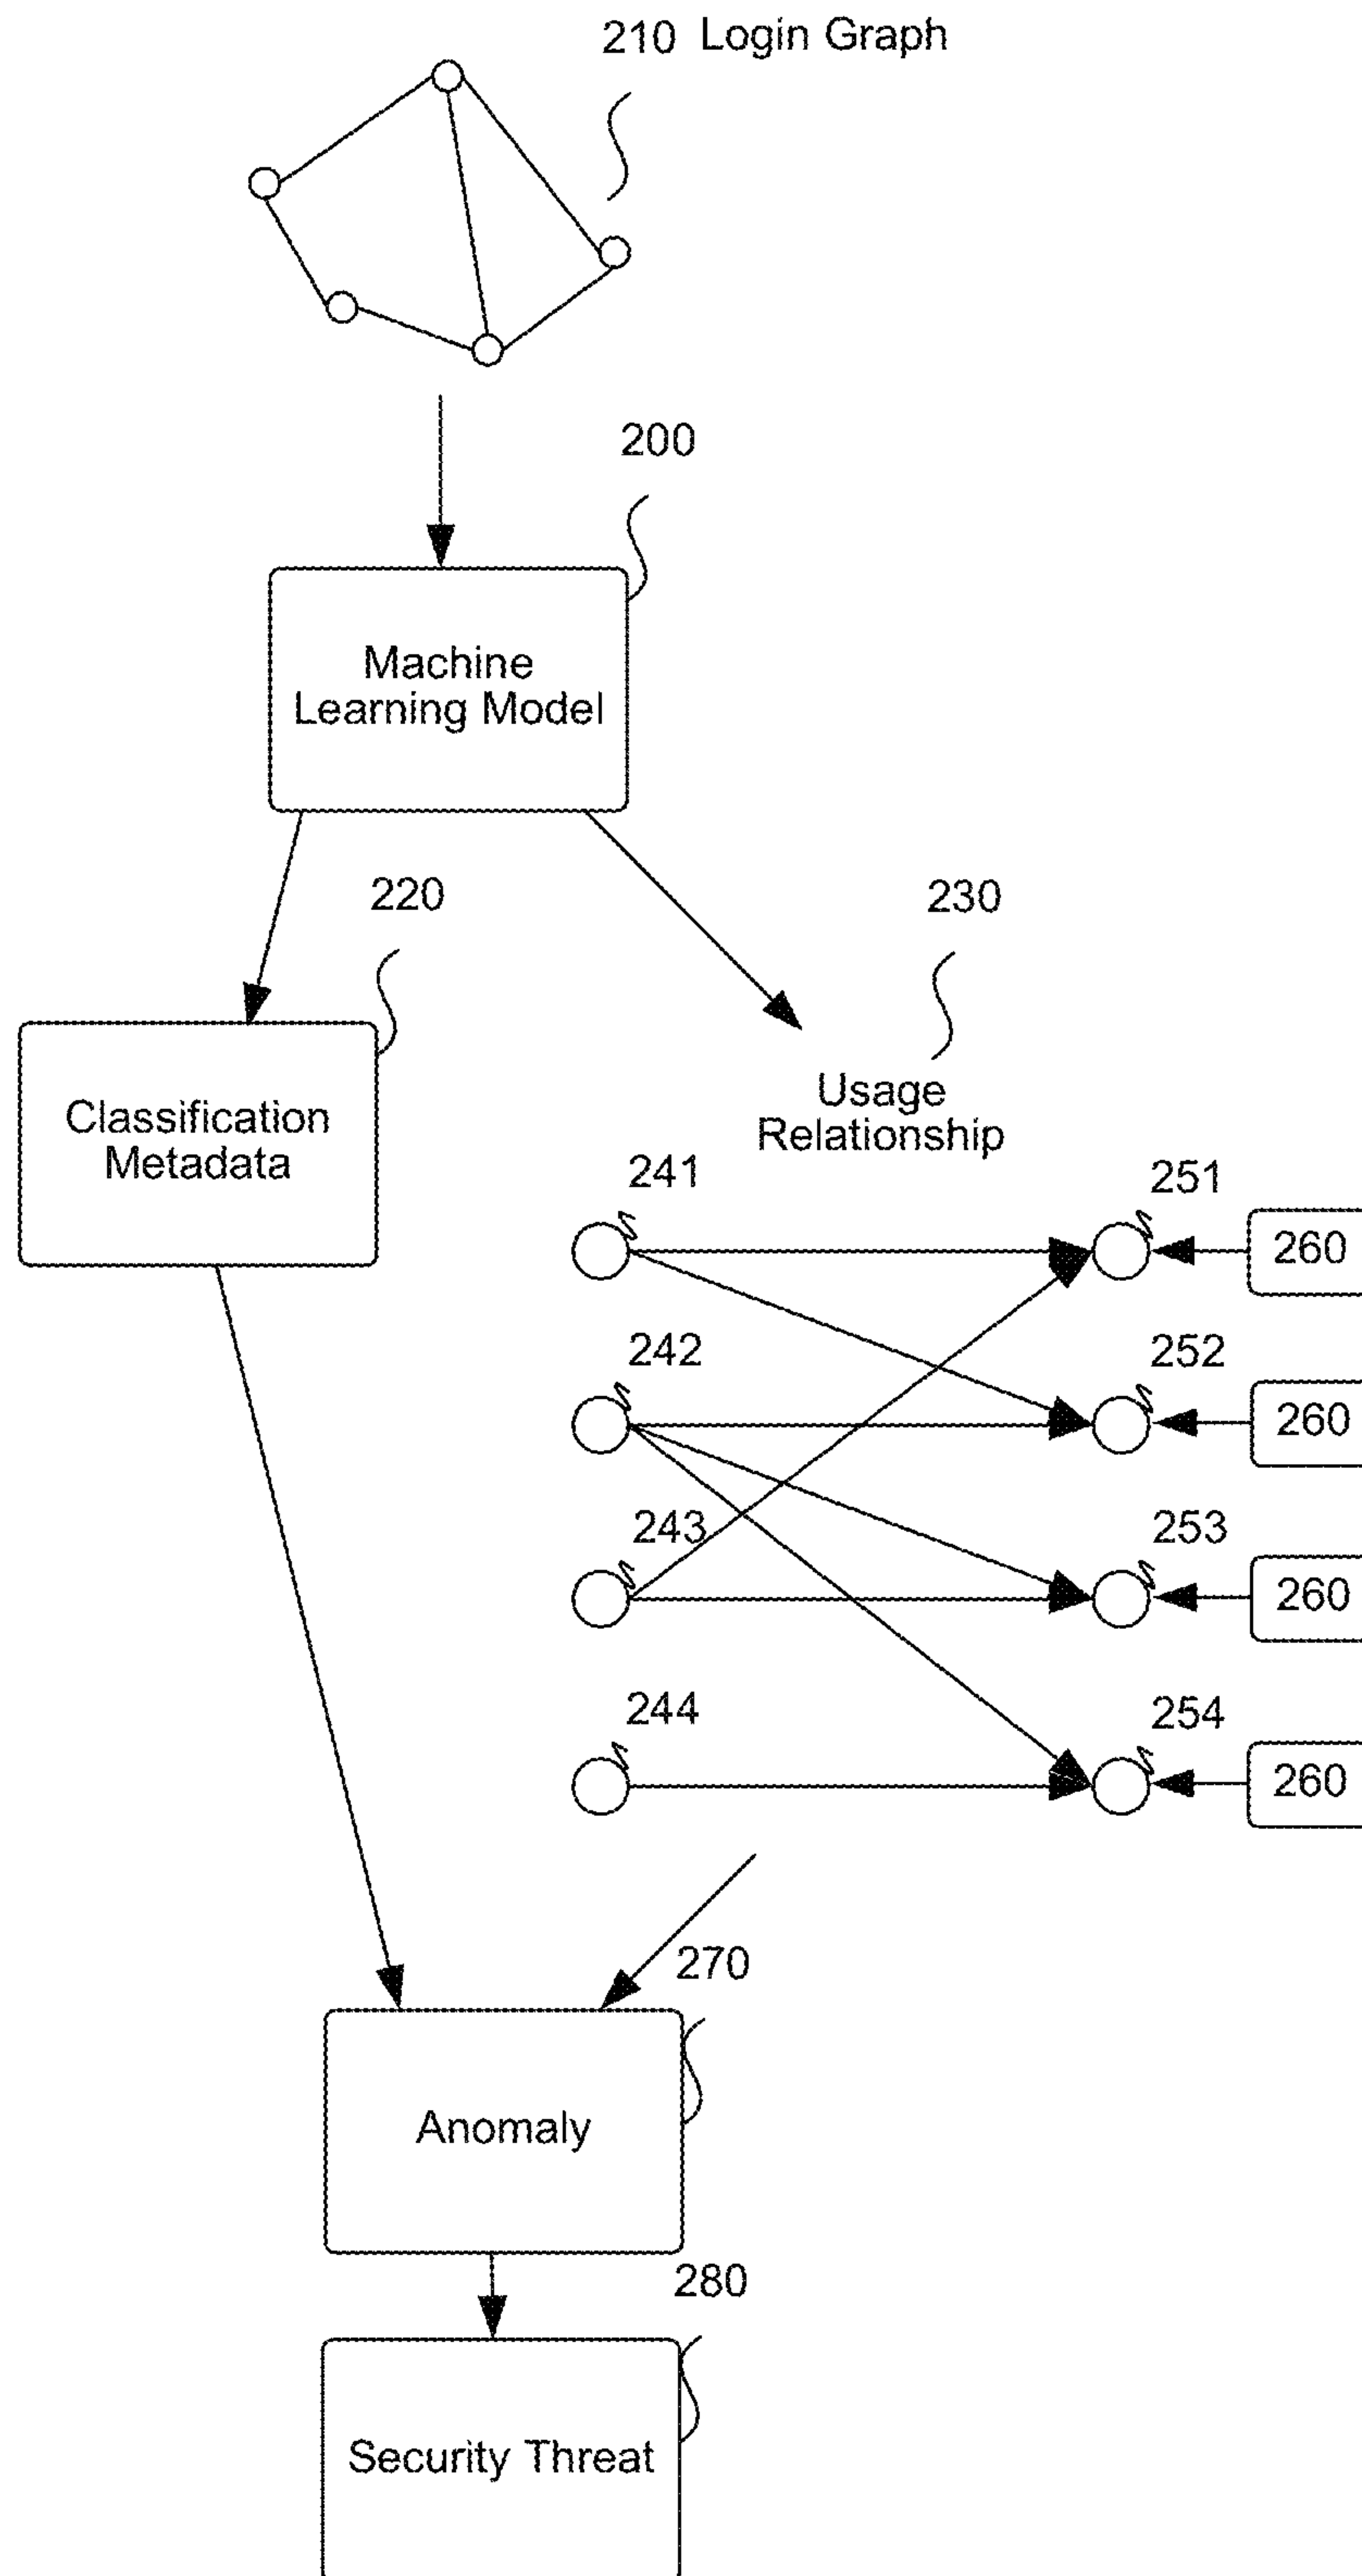 210 Login Graph
200
Machine
Learning Model
220
230
Classification
Metadata
Usage
Relationship
241
251
260
242
252
260
243
253
260
244
254
260
270
Anomaly
280
Security Threat